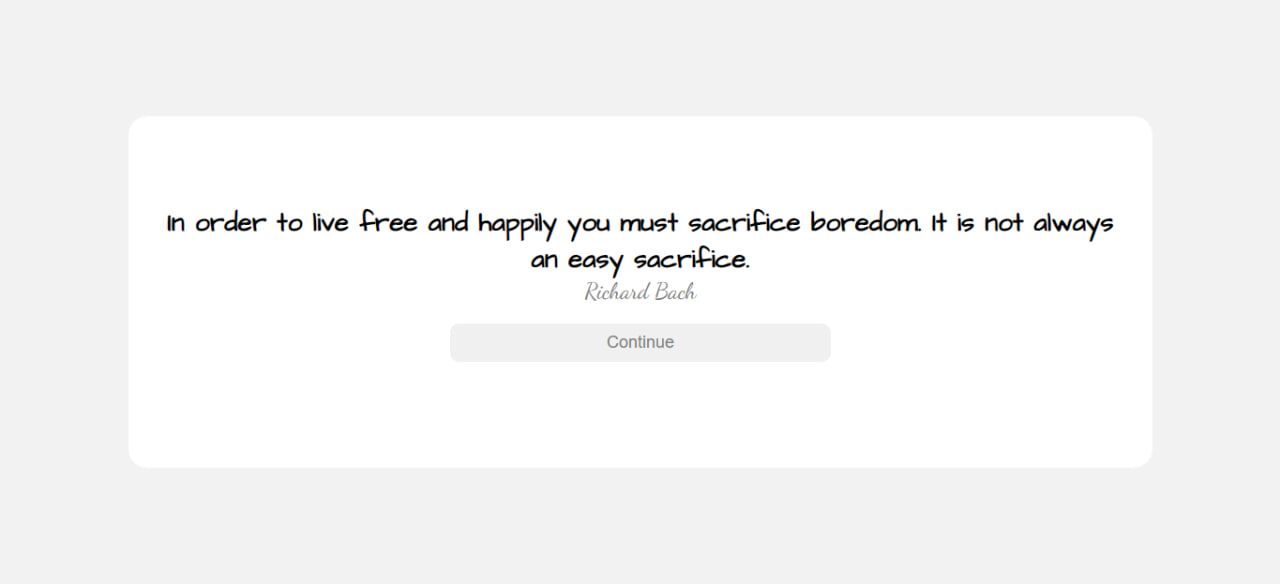 In order to live free and happily you must sacrifice boredom. It is not always
an easy sacrifice.
Richard Bach
Continue